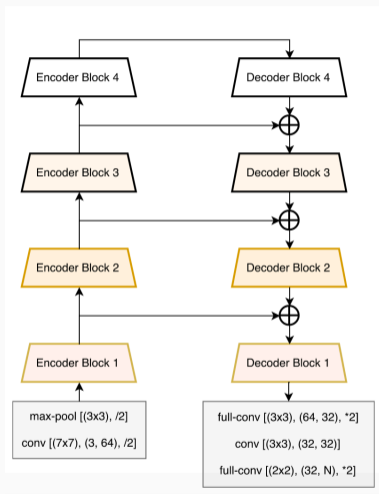 Encoder Block 4
Decoder Block 4
Encoder Block 3
Decoder Block 3
Encoder Block 2
Decoder Block 2
Encoder Block 1
Decoder Block 1
max-pool [(3x3), /2]
conv [(7x7), (3, 64), /2]
full-conv [(3x3), (64, 32), *2]
conv [(3x3), (32, 32)]
full-conv [(2x2), (32, N), *2]